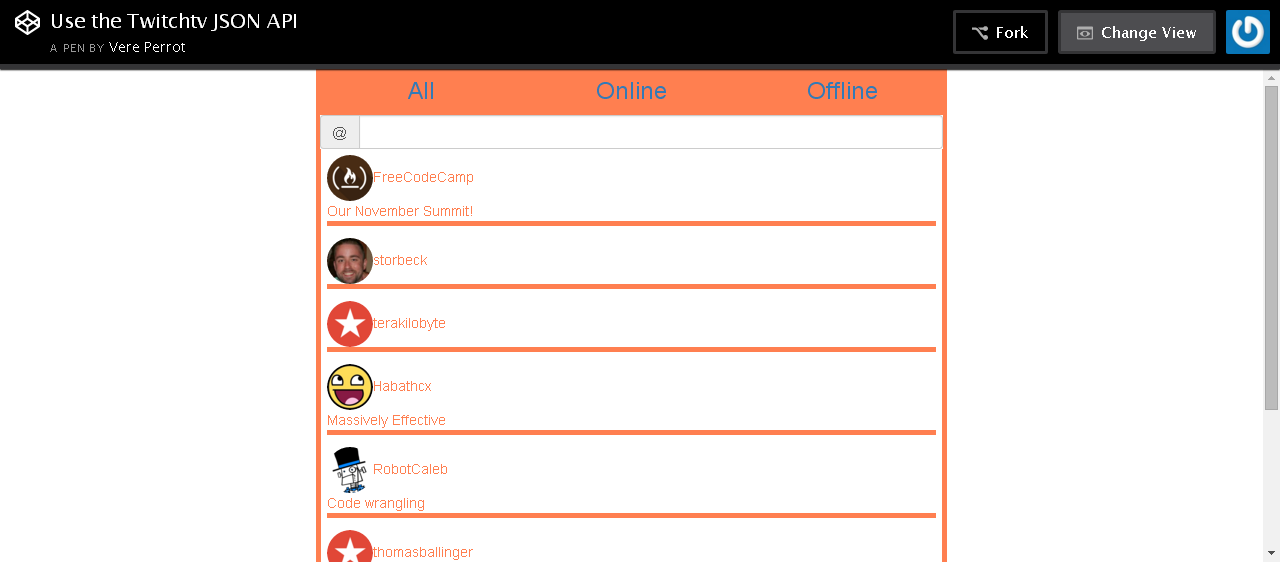 Use the Twitchtv JSON API
A PEN BY Vere Perrot
Fork
Change View
All Online Offline
@
FreeCodeCamp
Our November Summit!
storbeck
terakilobyte
Habathcx
Massively Effective
RobotCaleb
Code wrangling
thomasballinger